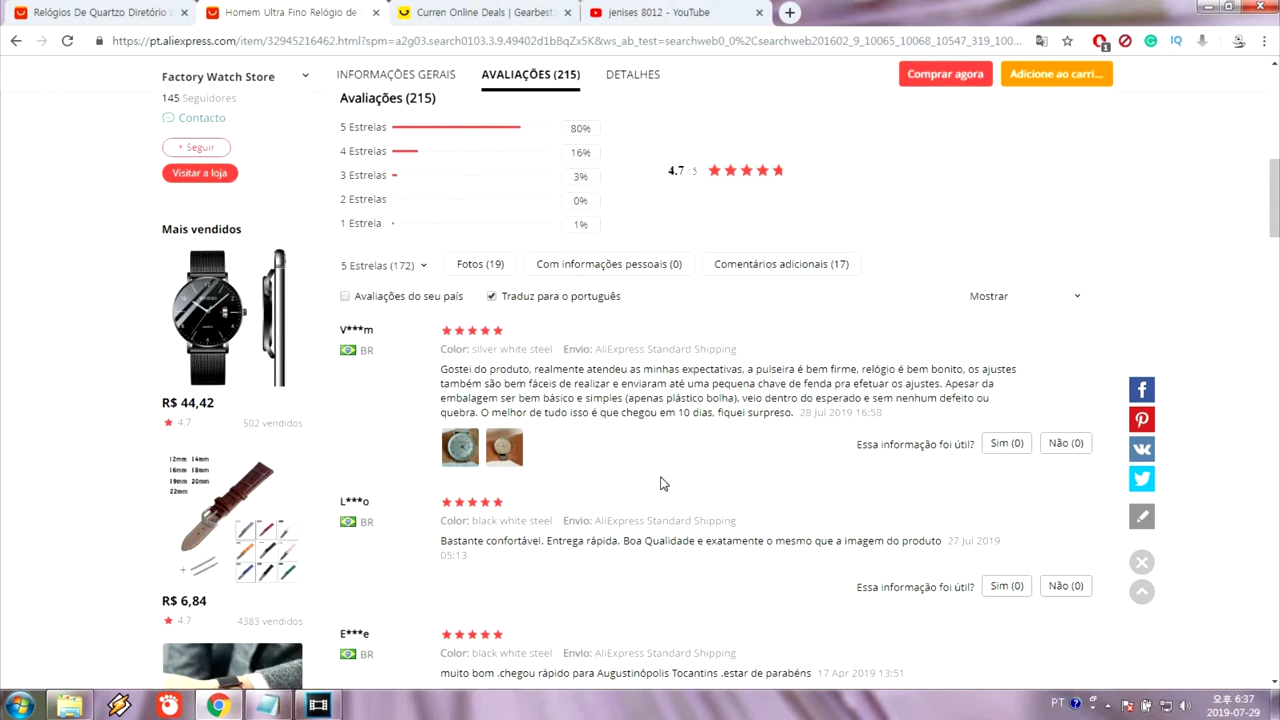 Relógios De Quartzo Diretório d
Homem Ultra Fino Relógio de
Curren Online Deals | Gearbest
jenises 8012 - YouTube
https://pt.aliexpress.com/item/32945216462.html?spm=a2g03.search0103.3.9.49402d1bBqZx5K&ws_ab_test=searchweb0_0%2Csearchweb201602_9_10065_10068_10547_319_100...
Factory Watch Store
145 Seguidores
Contacto
+ Seguir
Visitar a loja
INFORMAÇÕES GERAIS AVALIAÇÕES (215) DETALHES
Comprar agora Adicione ao carri...
Avaliações (215)
5 Estrelas 80%
4 Estrelas 16%
3 Estrelas 3%
2 Estrelas 0%
1 Estrela 1%
4.7 / 5
5 Estrelas (172) Fotos (19) Com informações pessoais (0) Comentários adicionais (17)
Avaliações do seu país Traduz para o português Mostrar
V***m
BR
Color: silver white steel Envio: AliExpress Standard Shipping
Gostei do produto, realmente atendeu as minhas expectativas, a pulseira é bem firme, relógio é bem bonito, os ajustes
também são bem fáceis de realizar e enviaram até uma pequena chave de fenda pra efetuar os ajustes. Apesar da
embalagem ser bem básico e simples (apenas plástico bolha), veio dentro do esperado e sem nenhum defeito ou
quebra. O melhor de tudo isso é que chegou em 10 dias, fiquei surpreso. 28 Jul 2019 16:58
Essa informação foi útil? Sim (0) Não (0)
L***o
BR
Color: black white steel Envio: AliExpress Standard Shipping
Bastante confortável. Entrega rápida. Boa Qualidade e exatamente o mesmo que a imagem do produto 27 Jul 2019
05:13
Essa informação foi útil? Sim (0) Não (0)
E***e
BR
Color: black white steel Envio: AliExpress Standard Shipping
muito bom .chegou rápido para Augustinópolis Tocantins .estar de parabéns 17 Apr 2019 13:51
Mais vendidos
R$ 44,42
4.7 502 vendidos
12mm 14mm
16mm 18mm
19mm 20mm
22mm
R$ 6,84
4.7 4383 vendidos
PT
오후 6:37
2019-07-29